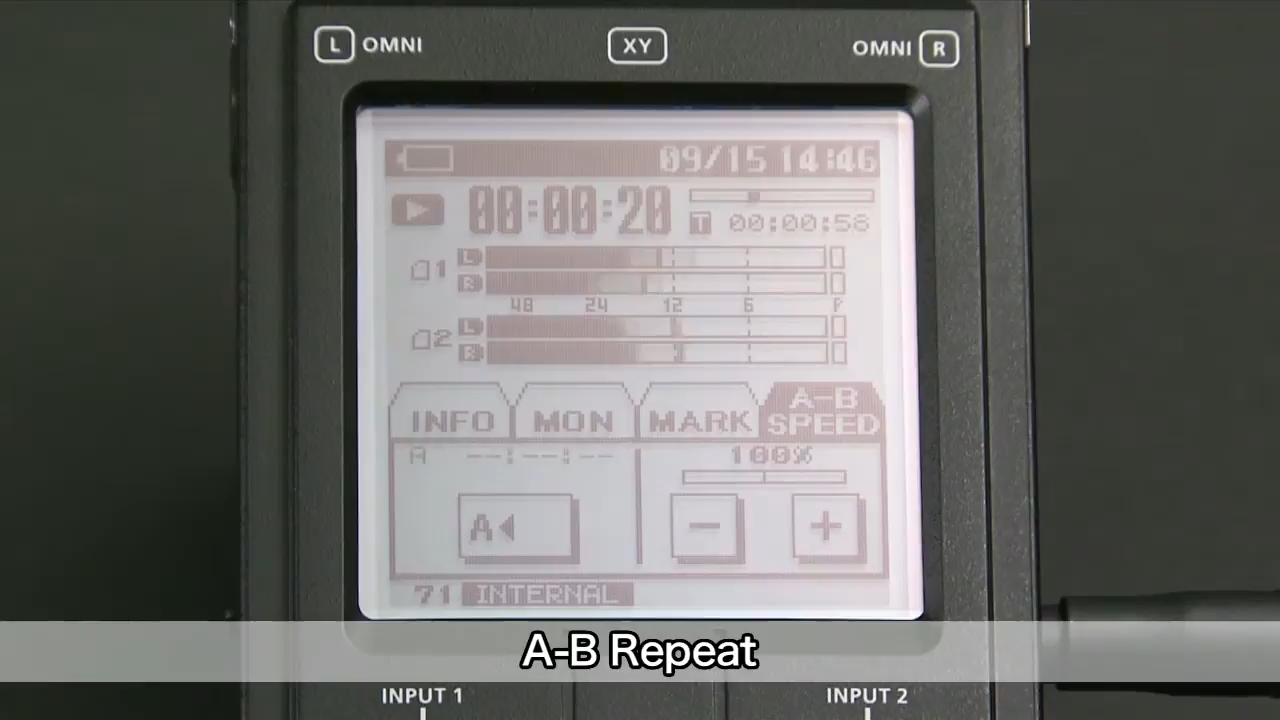 L OMNI
XY
OMNI R
09/15 14:46
00:00:20
T 00:00:58
1 L
R
48 24 12 6 P
2 L
R
INFO MON MARK A-B SPEED
A --:--:--
100%
A
- +
71 INTERNAL
A-B Repeat
INPUT 1
INPUT 2